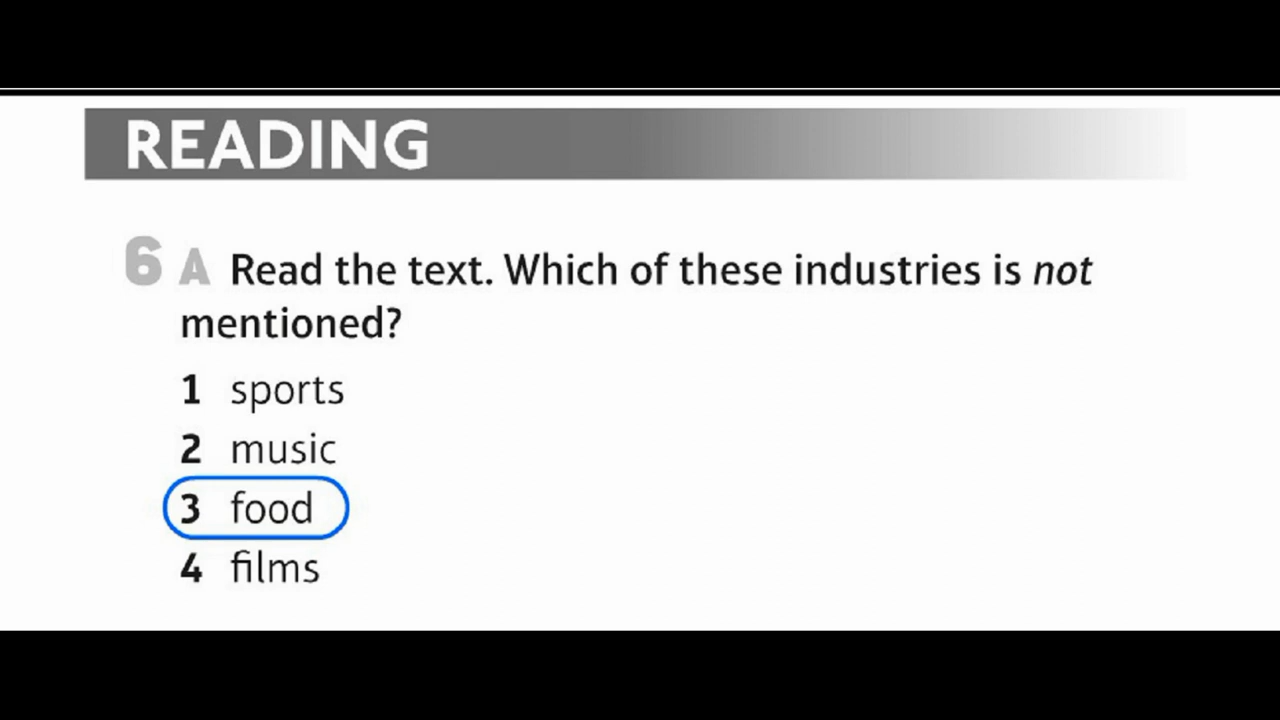 READING
6 A Read the text. Which of these industries is not
mentioned?
1 sports
2 music
3 food
4 films